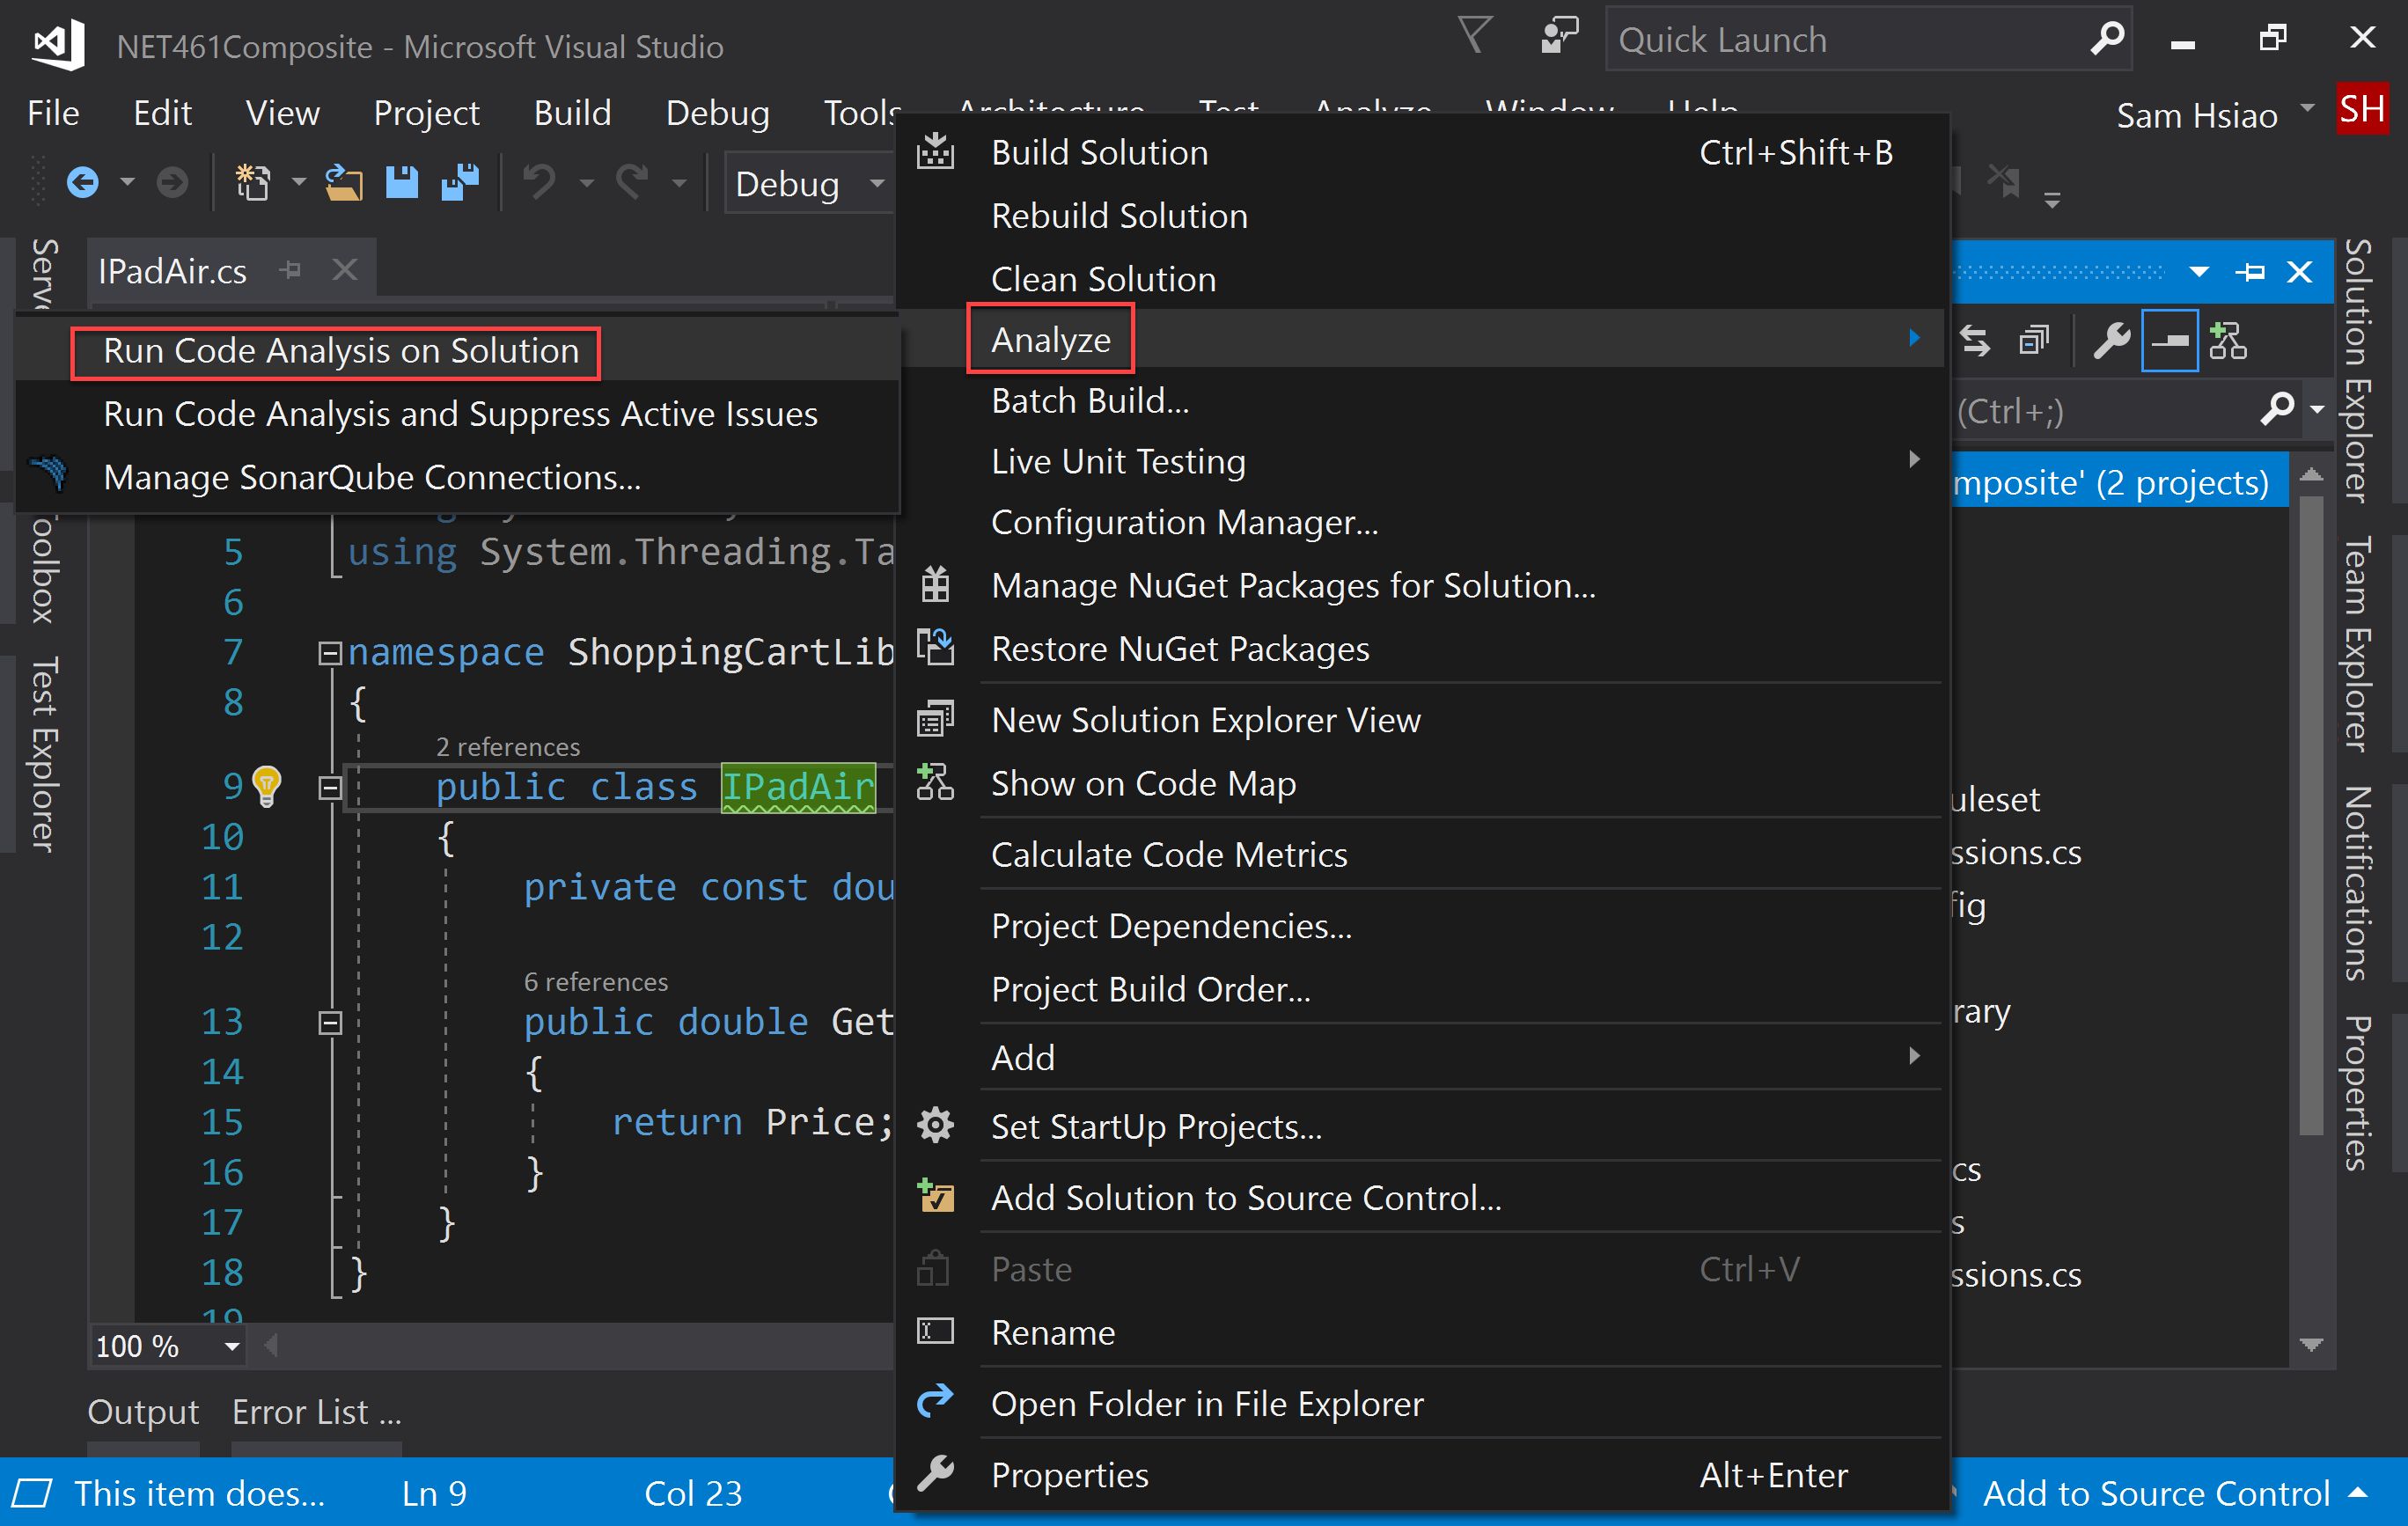 NET461Composite - Microsoft Visual Studio
Quick Launch
File Edit View Project Build Debug Tools Architecture Test Analyze Window Help
Sam Hsiao SH
Debug
IPadAir.cs
Run Code Analysis on Solution
Run Code Analysis and Suppress Active Issues
Manage SonarQube Connections...
Build Solution Ctrl+Shift+B
Rebuild Solution
Clean Solution
Analyze
Batch Build...
Live Unit Testing
Configuration Manager...
Manage NuGet Packages for Solution...
Restore NuGet Packages
New Solution Explorer View
Show on Code Map
Calculate Code Metrics
Project Dependencies...
Project Build Order...
Add
Set StartUp Projects...
Add Solution to Source Control...
Paste Ctrl+V
Rename
Open Folder in File Explorer
Properties Alt+Enter
5 using System.Threading.Ta
6
7 namespace ShoppingCartLib
8 {
2 references
9 public class IPadAir
10 {
11 private const dou
12
6 references
13 public double Get
14 {
15 return Price;
16 }
17 }
18 }
19
100 %
(Ctrl+;)
mposite' (2 projects)
uleset
ssions.cs
fig
rary
cs
s
ssions.cs
Serve
Toolbox
Test Explorer
Solution Explorer
Team Explorer
Notifications
Properties
Output Error List ...
This item does... Ln 9 Col 23 Add to Source Control